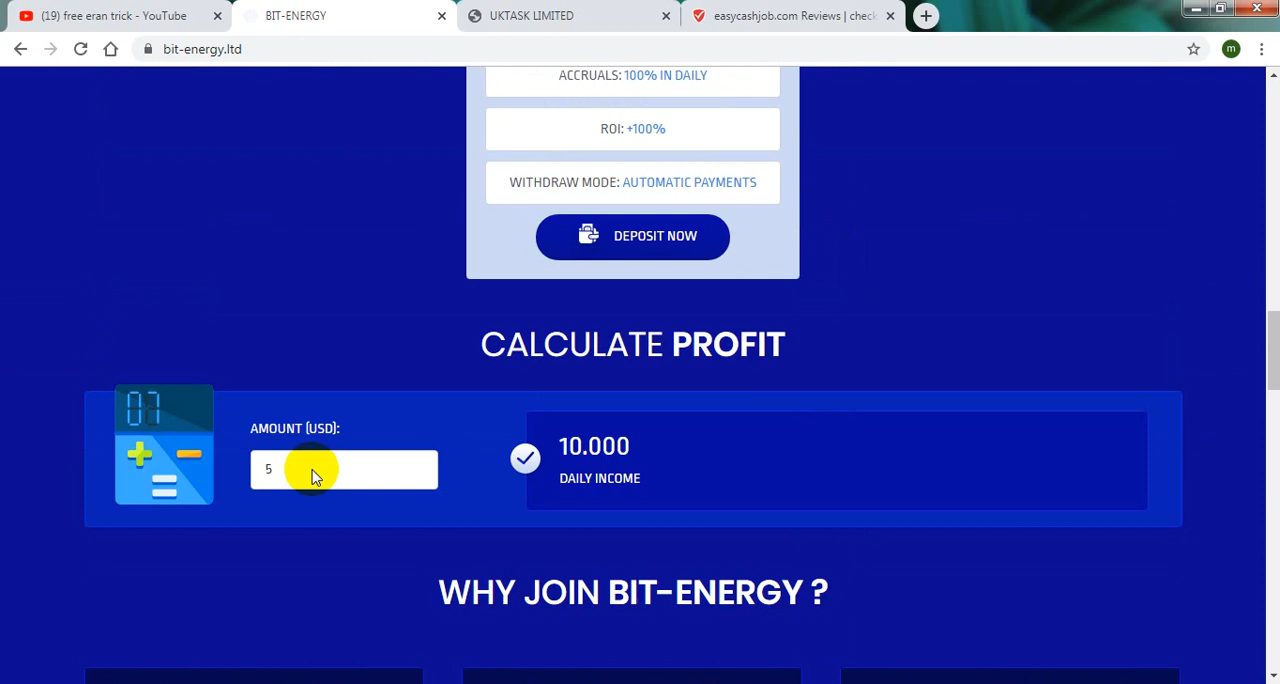 (19) free eran trick - YouTube
BIT-ENERGY
UKTASK LIMITED
easycashjob.com Reviews | check
m
bit-energy.ltd
ACCRUALS: 100% IN DAILY
ROI: +100%
WITHDRAW MODE: AUTOMATIC PAYMENTS
DEPOSIT NOW
CALCULATE PROFIT
07
AMOUNT (USD):
5
10.000
DAILY INCOME
WHY JOIN BIT-ENERGY ?